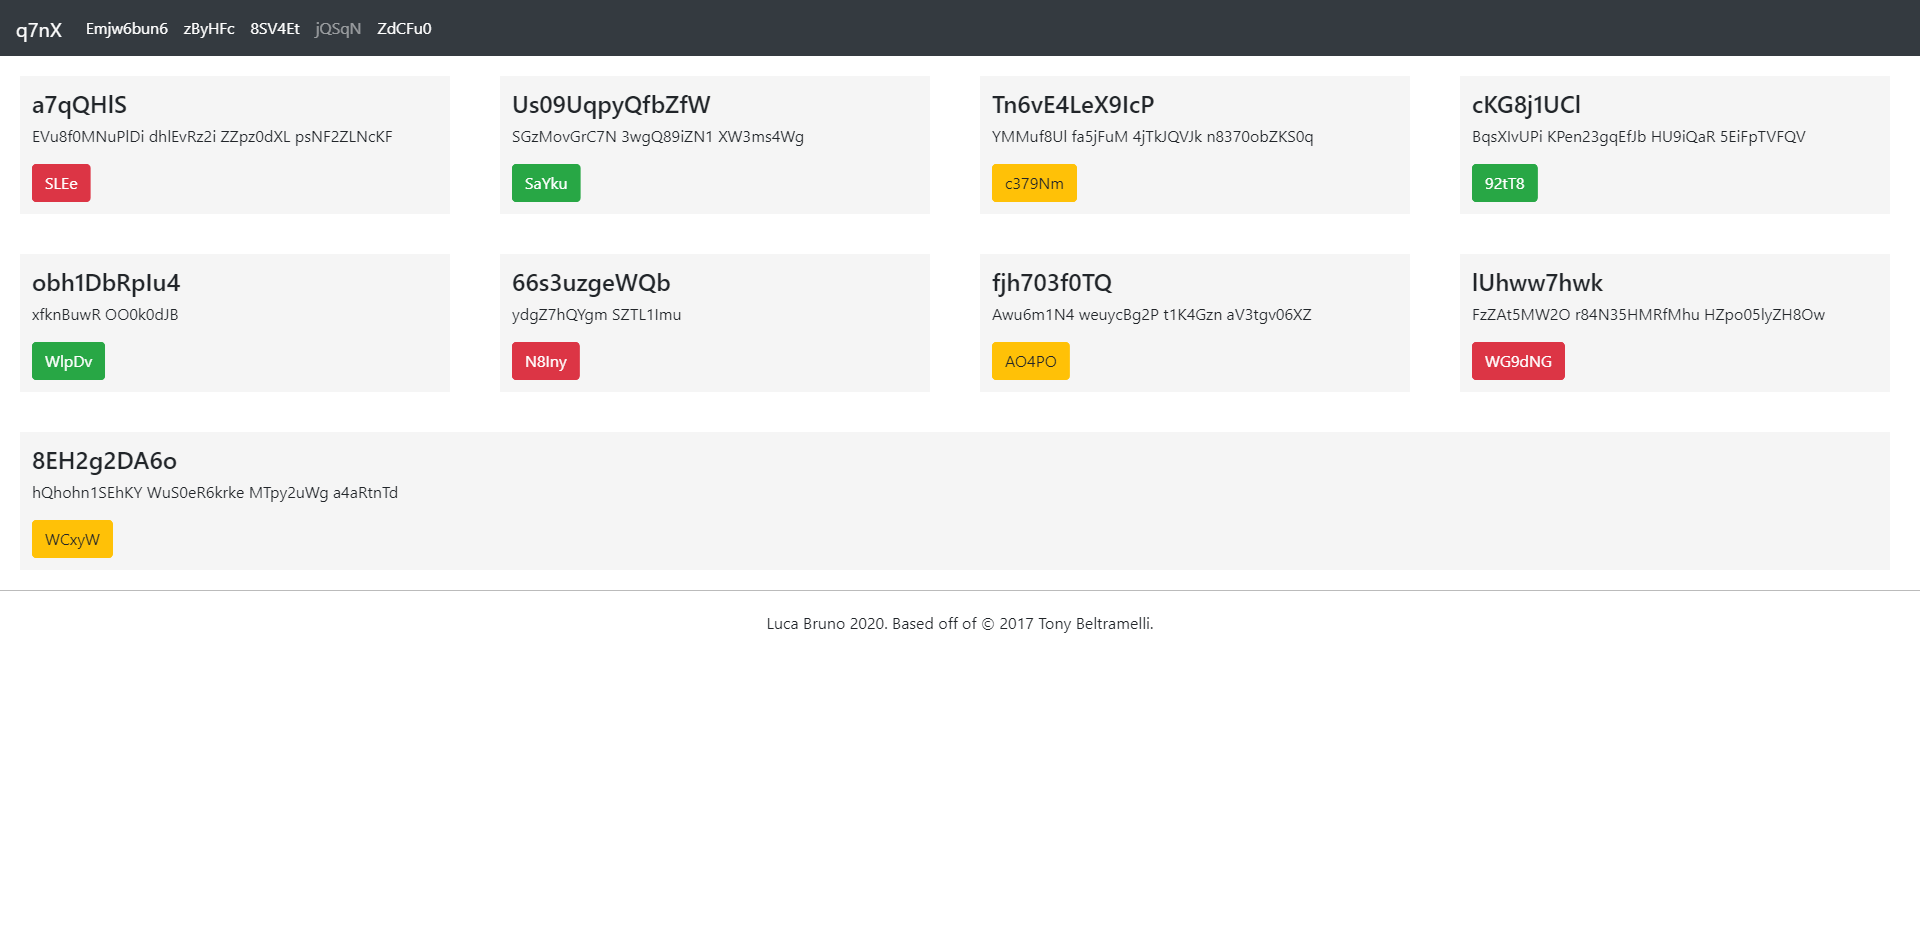 q7nX Emjw6bun6 zByHFc 8SV4Et jQSqN ZdCFu0
a7qQHlS
EVu8f0MNuPlDi dhlEvRz2i ZZpz0dXL psNF2ZLNcKF
SLEe
Us09UqpyQfbZfW
SGzMovGrC7N 3wgQ89iZN1 XW3ms4Wg
SaYku
Tn6vE4LeX9IcP
YMMuf8Ul fa5jFuM 4jTkJQVJk n8370obZKS0q
c379Nm
cKG8j1UCl
BqsXIvUPi KPen23gqEfJb HU9iQaR 5EiFpTVFQV
92tT8
obh1DbRpIu4
xfknBuwR OO0k0dJB
WlpDv
66s3uzgeWQb
ydgZ7hQYgm SZTL1Imu
N8Iny
fjh703f0TQ
Awu6m1N4 weuycBg2P t1K4Gzn aV3tgv06XZ
AO4PO
lUhww7hwk
FzZAt5MW2O r84N35HMRfMhu HZpo05lyZH8Ow
WG9dNG
8EH2g2DA6o
hQhohn1SEhKY WuS0eR6krke MTpy2uWg a4aRtnTd
WCxyW
Luca Bruno 2020. Based off of © 2017 Tony Beltramelli.